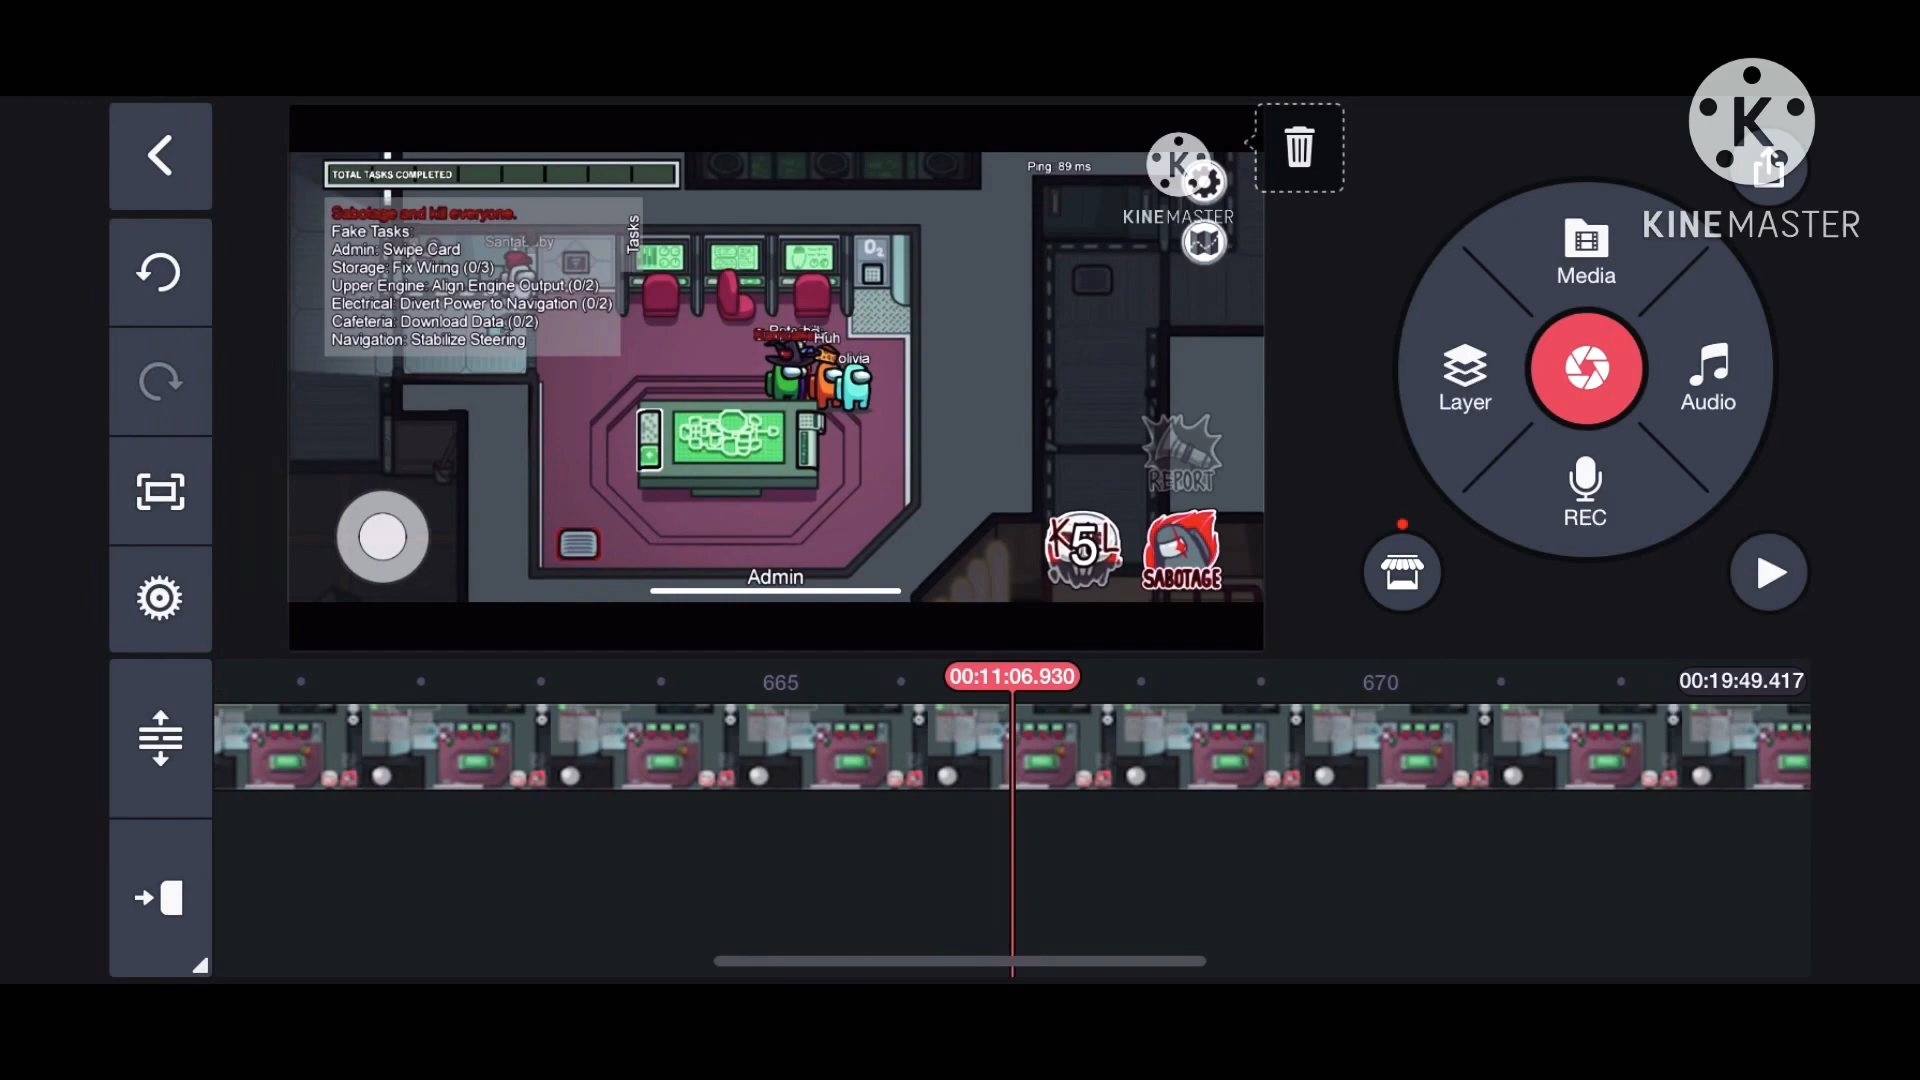 TOTAL TASKS COMPLETED
Ping: 89 ms
KINEMASTER
KINEMASTER
Sabotage and kill everyone.
Fake Tasks:
Admin: Swipe Card
Storage: Fix Wiring (0/3)
Upper Engine: Align Engine Output (0/2)
Electrical: Divert Power to Navigation (0/2)
Cafeteria: Download Data (0/2)
Navigation: Stabilize Steering
Tasks
O2
Huh
olivia
REPORT
5
SABOTAGE
Admin
Media
Layer
Audio
REC
665
00:11:06.930
670
00:19:49.417